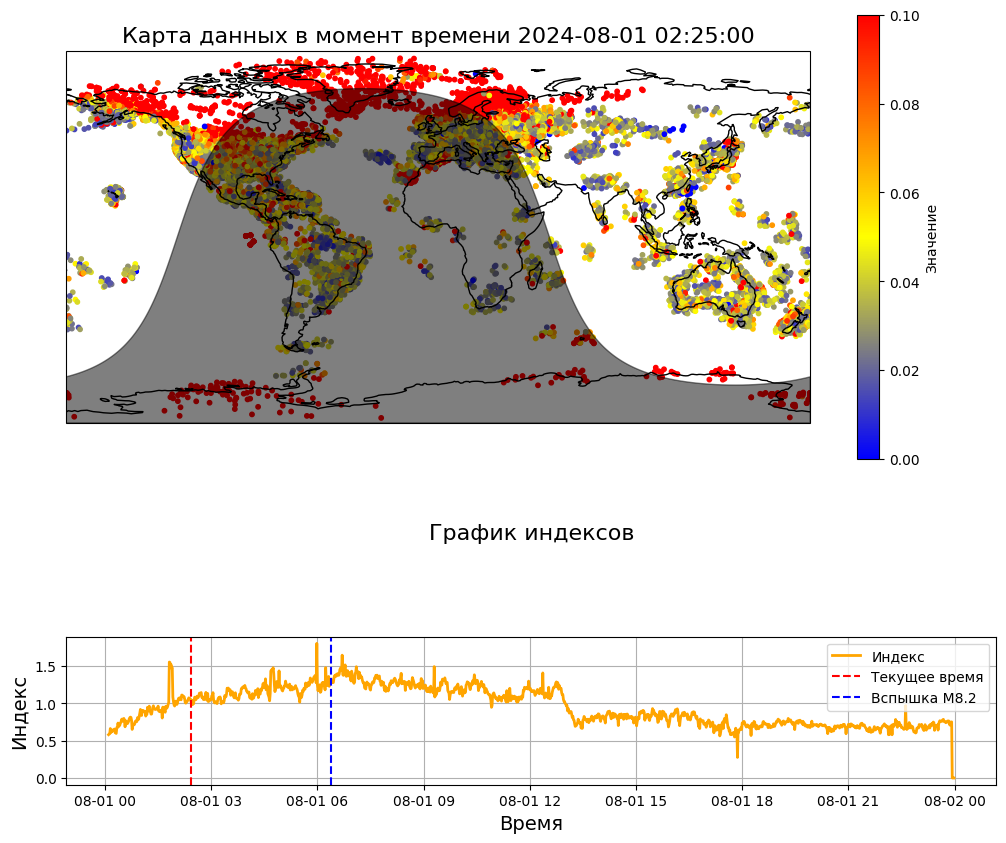 Карта данных в момент времени 2024-08-01 02:25:00
0.10
0.08
0.06
0.04
0.02
0.00
Значение
График индексов
Индекс
1.5
1.0
0.5
0.0
Индекс
Текущее время
Вспышка M8.2
08-01 00
08-01 03
08-01 06
08-01 09
08-01 12
08-01 15
08-01 18
08-01 21
08-02 00
Время